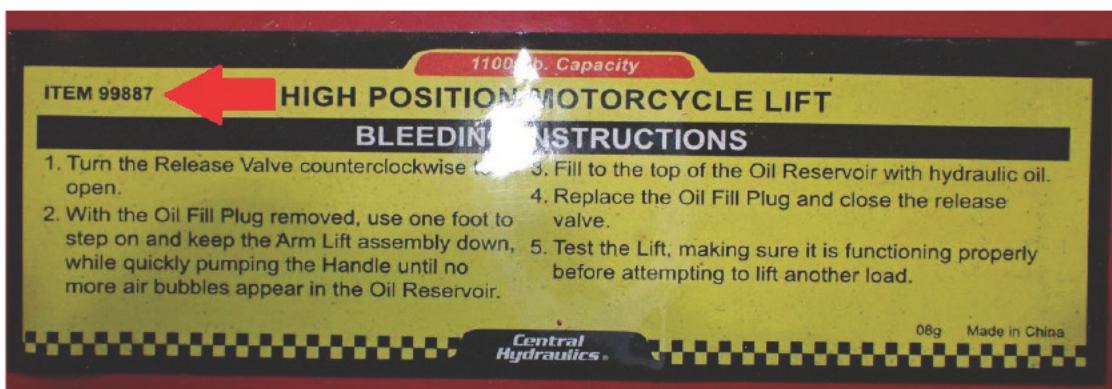 1100 lb. Capacity
ITEM 99887
HIGH POSITION MOTORCYCLE LIFT
BLEEDING INSTRUCTIONS
1. Turn the Release Valve counterclockwise to
open.
2. With the Oil Fill Plug removed, use one foot to
step on and keep the Arm Lift assembly down,
while quickly pumping the Handle until no
more air bubbles appear in the Oil Reservoir.
3. Fill to the top of the Oil Reservoir with hydraulic oil.
4. Replace the Oil Fill Plug and close the release
valve.
5. Test the Lift, making sure it is functioning properly
before attempting to lift another load.
08g Made in China
Central
Hydraulics®